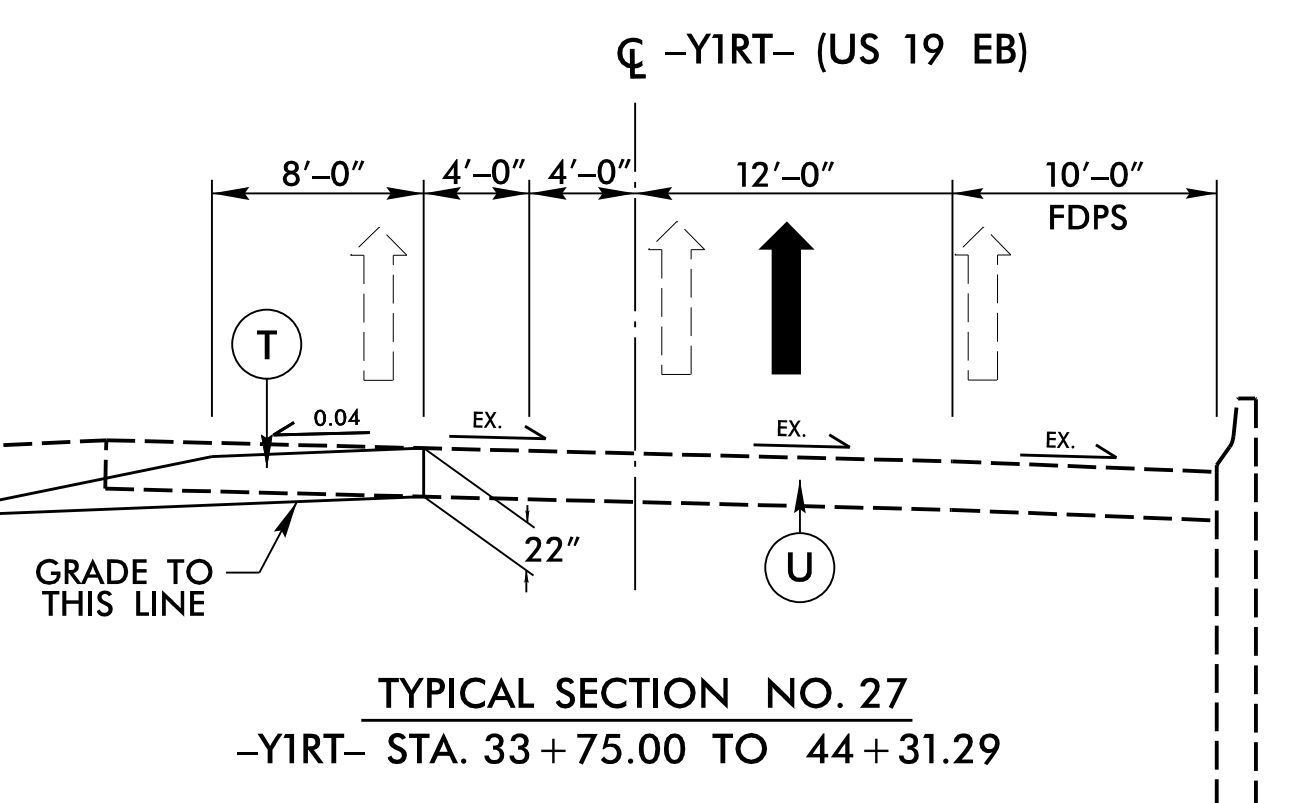 ℄ –Y1RT– (US 19 EB)
8'–0" 4'–0" 4'–0" 12'–0" 10'–0"
FDPS
T
0.04 EX. EX. EX.
22"
U
GRADE TO
THIS LINE
TYPICAL SECTION NO. 27
–Y1RT– STA. 33+75.00 TO 44+31.29